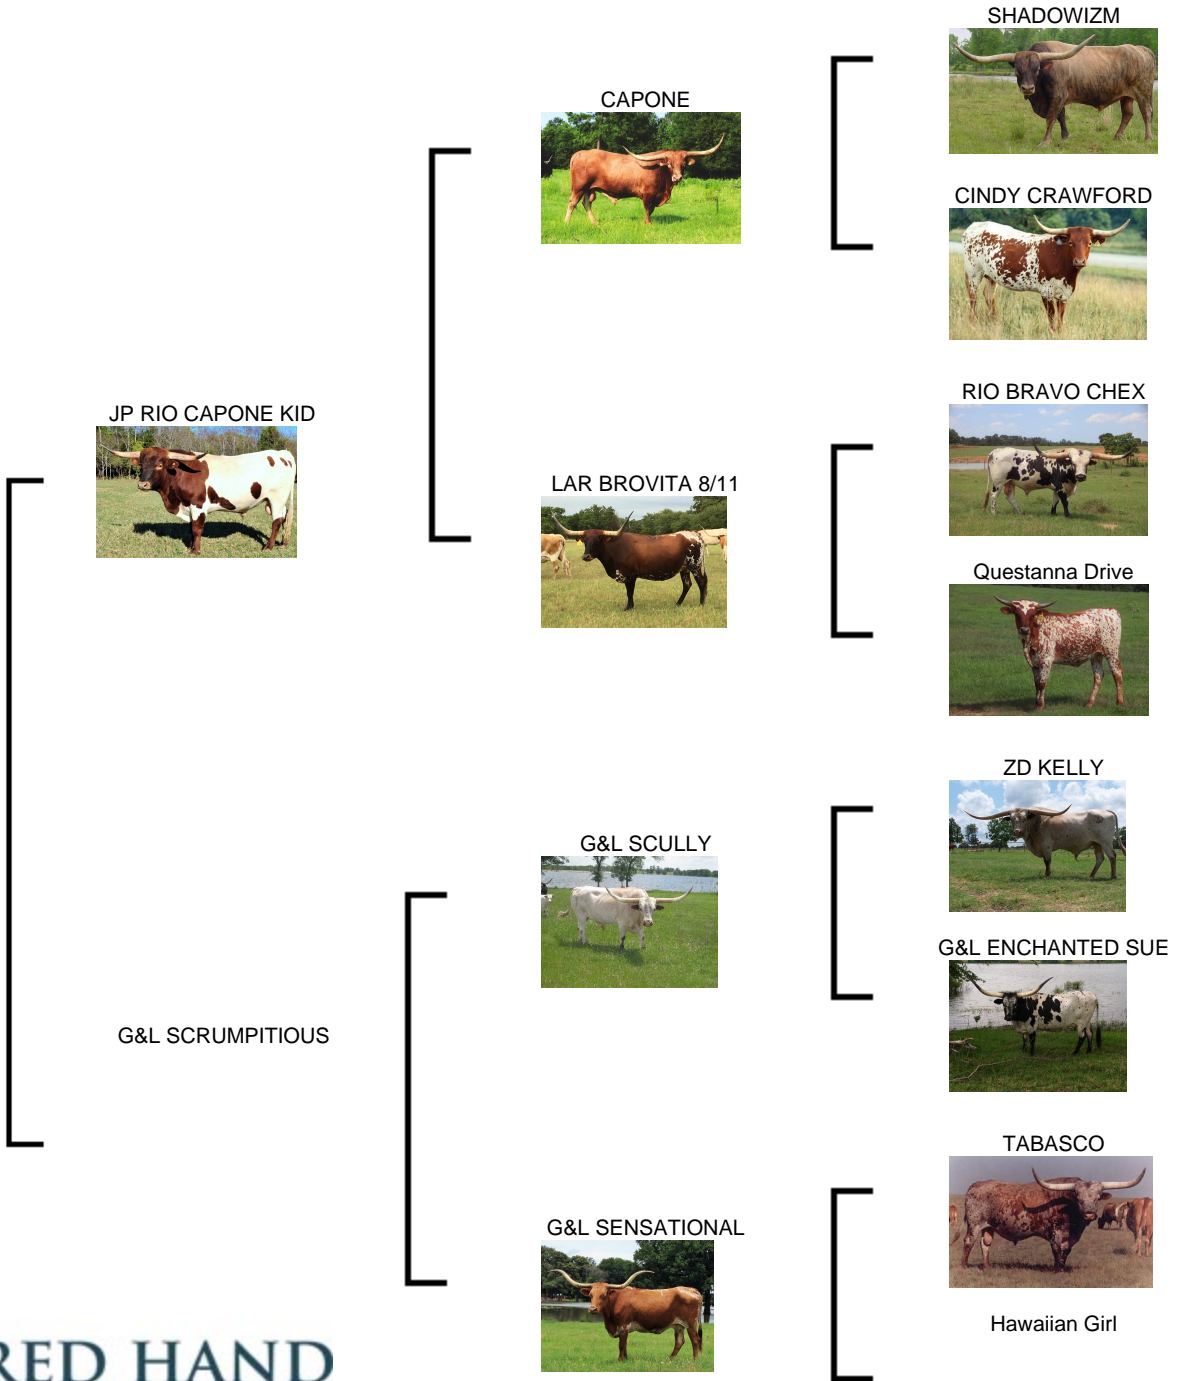 SHADOWIZM
CAPONE
CINDY CRAWFORD
RIO BRAVO CHEX
JP RIO CAPONE KID
LAR BROVITA 8/11
Questanna Drive
ZD KELLY
G&L SCULLY
G&L ENCHANTED SUE
G&L SCRUMPITIOUS
TABASCO
G&L SENSATIONAL
Hawaiian Girl
RED HAND